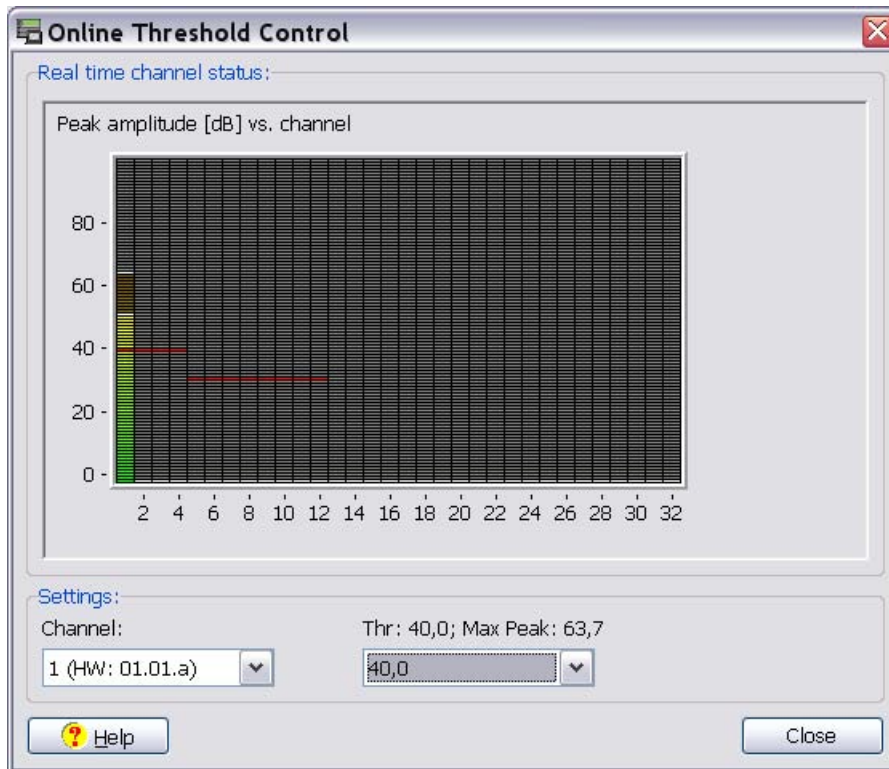 Online Threshold Control
Real time channel status:
Peak amplitude [dB] vs. channel
80 -
60 -
40 -
20 -
0 -
2 4 6 8 10 12 14 16 18 20 22 24 26 28 30 32
Settings:
Channel: Thr: 40,0; Max Peak: 63,7
1 (HW: 01.01.a) 40,0
? Help Close